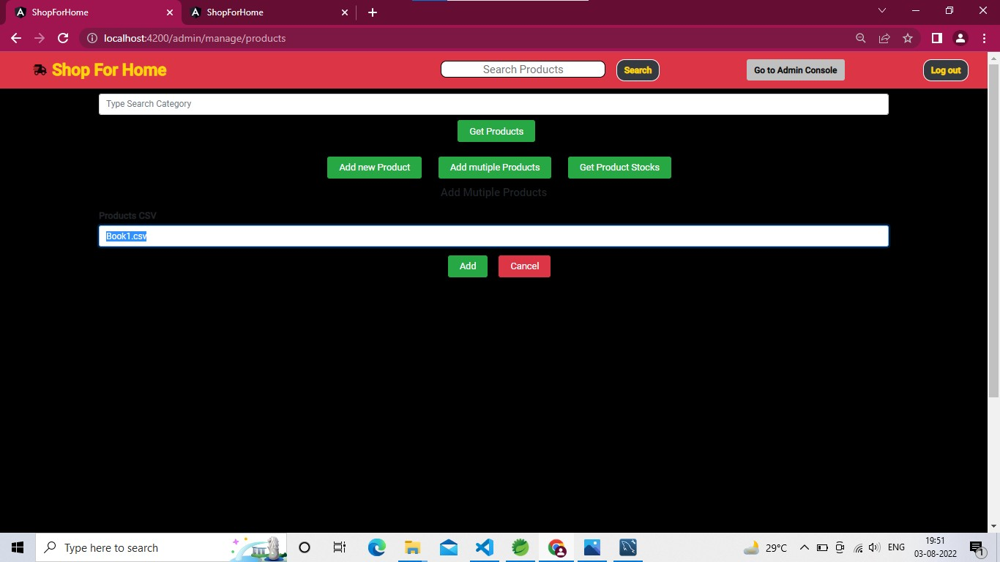 ShopForHome
ShopForHome
localhost:4200/admin/manage/products
Shop For Home
Search Products
Search
Go to Admin Console
Log out
Type Search Category
Get Products
Add new Product
Add mutiple Products
Get Product Stocks
Add Mutiple Products
Products CSV
Book1.csv
Add
Cancel
Type here to search
29°C
ENG
19:51
03-08-2022
1